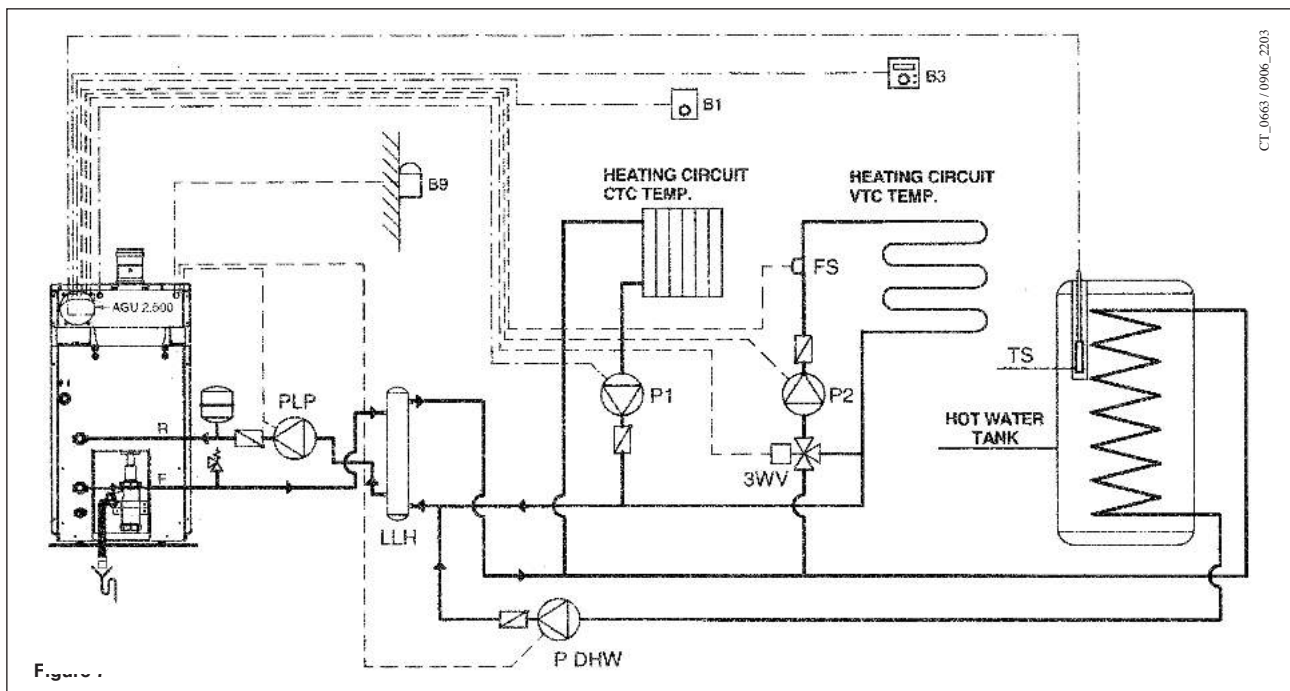 CT_0663 / 0906_2203
B3
B1
B9
HEATING CIRCUIT
CTC TEMP.
HEATING CIRCUIT
VTC TEMP.
FS
AGU 2.500
TS
P1
P2
PLP
R
F
HOT WATER
TANK
3WV
LLH
P DHW